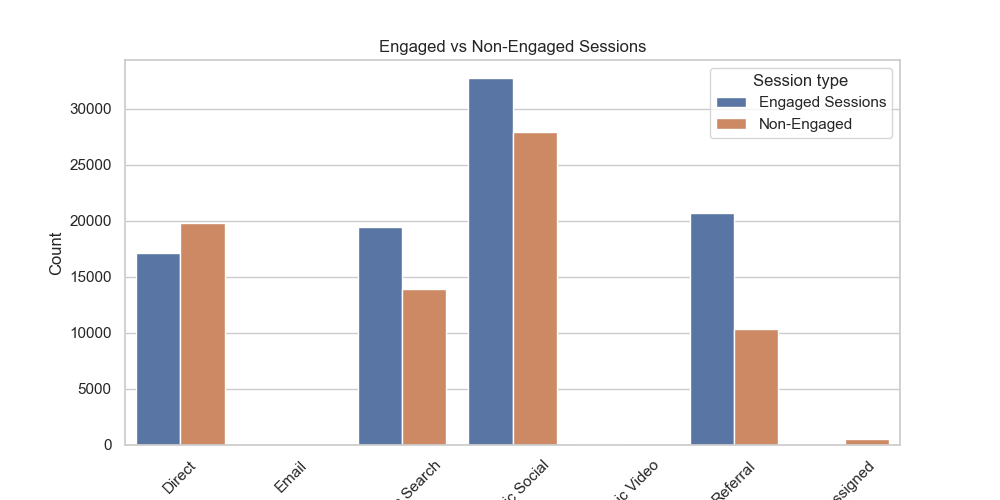 Engaged vs Non-Engaged Sessions
Session type
Engaged Sessions
Non-Engaged
Count
30000
25000
20000
15000
10000
5000
0
Direct
Email
Search
Social
Video
Referral